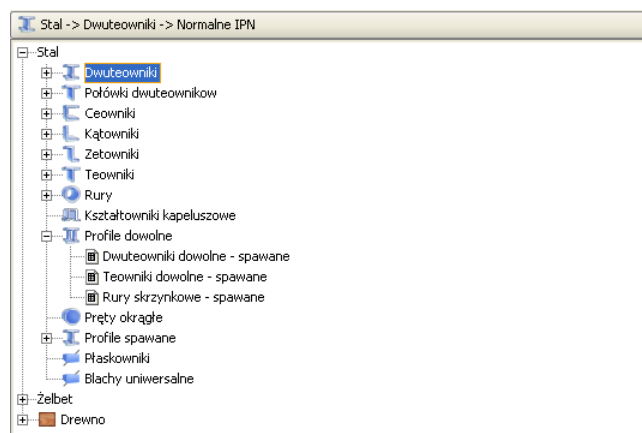 Stal -> Dwuteowniki -> Normalne IPN
Stal
Dwuteowniki
Połówki dwuteownikow
Ceowniki
Kątowniki
Zetowniki
Teowniki
Rury
Kształtowniki kapeluszowe
Profile dowolne
Dwuteowniki dowolne - spawane
Teowniki dowolne - spawane
Rury skrzynkowe - spawane
Pręty okrągłe
Profile spawane
Płaskowniki
Blachy uniwersalne
Żelbet
Drewno